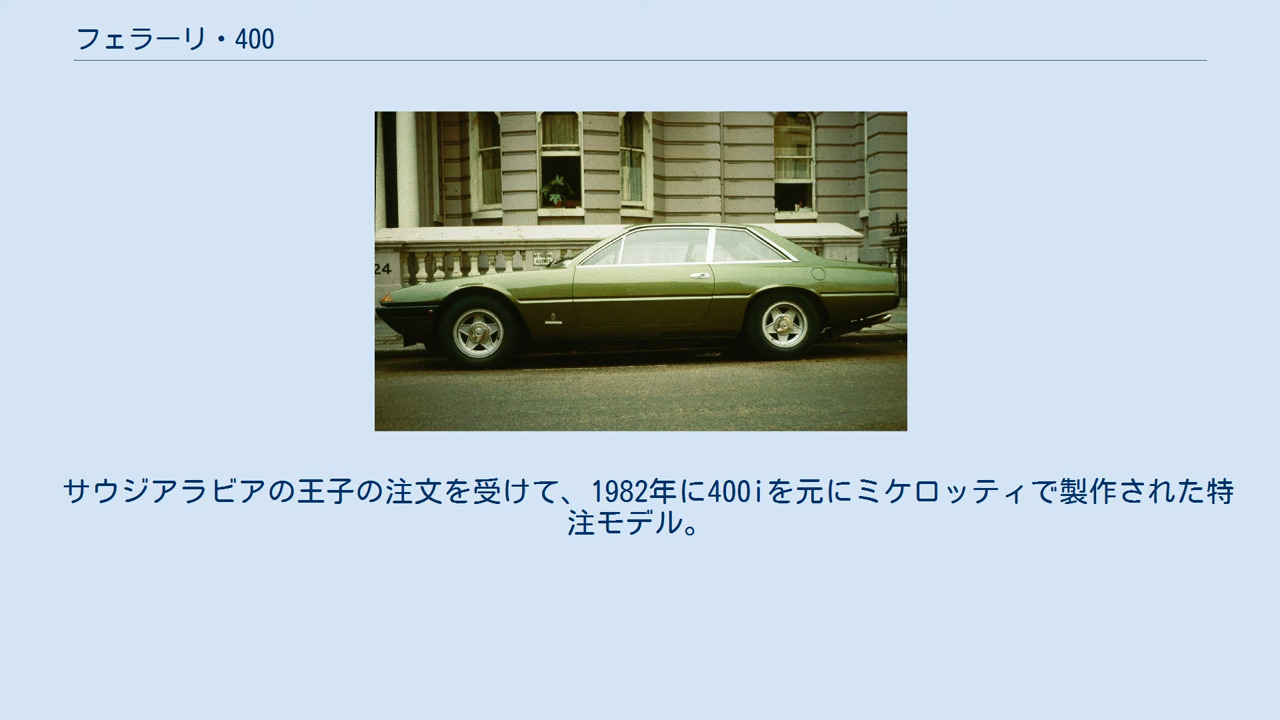 フェラーリ・400
24
サウジアラビアの王子の注文を受けて、1982年に400iを元にミケロッティで製作された特
注モデル。